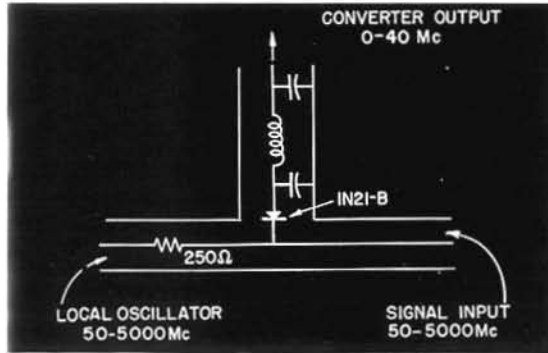 CONVERTER OUTPUT
0-40 Mc
IN21-B
250Ω
LOCAL OSCILLATOR
50-5000Mc
SIGNAL INPUT
50-5000Mc